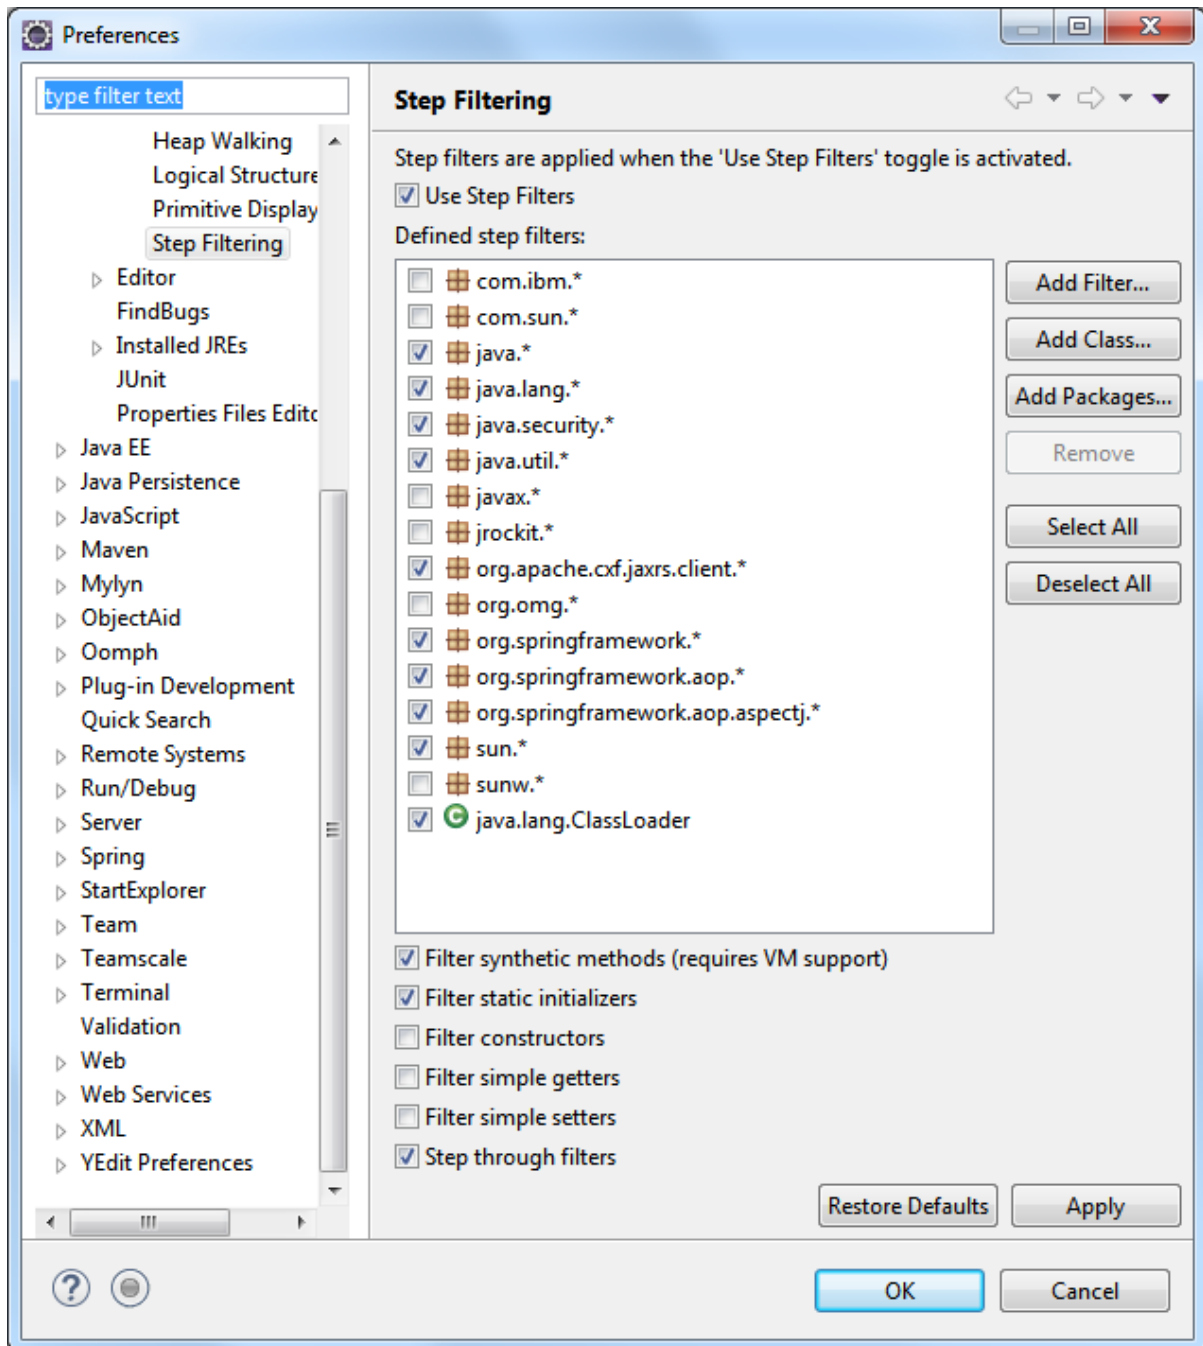 Preferences
type filter text
Heap Walking
Logical Structure
Primitive Display
Step Filtering
Editor
FindBugs
Installed JREs
JUnit
Properties Files Edito
Java EE
Java Persistence
JavaScript
Maven
Mylyn
ObjectAid
Oomph
Plug-in Development
Quick Search
Remote Systems
Run/Debug
Server
Spring
StartExplorer
Team
Teamscale
Terminal
Validation
Web
Web Services
XML
YEdit Preferences
Step Filtering
Step filters are applied when the 'Use Step Filters' toggle is activated.
Use Step Filters
Defined step filters:
com.ibm.*
com.sun.*
java.*
java.lang.*
java.security.*
java.util.*
javax.*
jrockit.*
org.apache.cxf.jaxrs.client.*
org.omg.*
org.springframework.*
org.springframework.aop.*
org.springframework.aop.aspectj.*
sun.*
sunw.*
C java.lang.ClassLoader
Add Filter...
Add Class...
Add Packages...
Remove
Select All
Deselect All
Filter synthetic methods (requires VM support)
Filter static initializers
Filter constructors
Filter simple getters
Filter simple setters
Step through filters
Restore Defaults
Apply
?
OK
Cancel